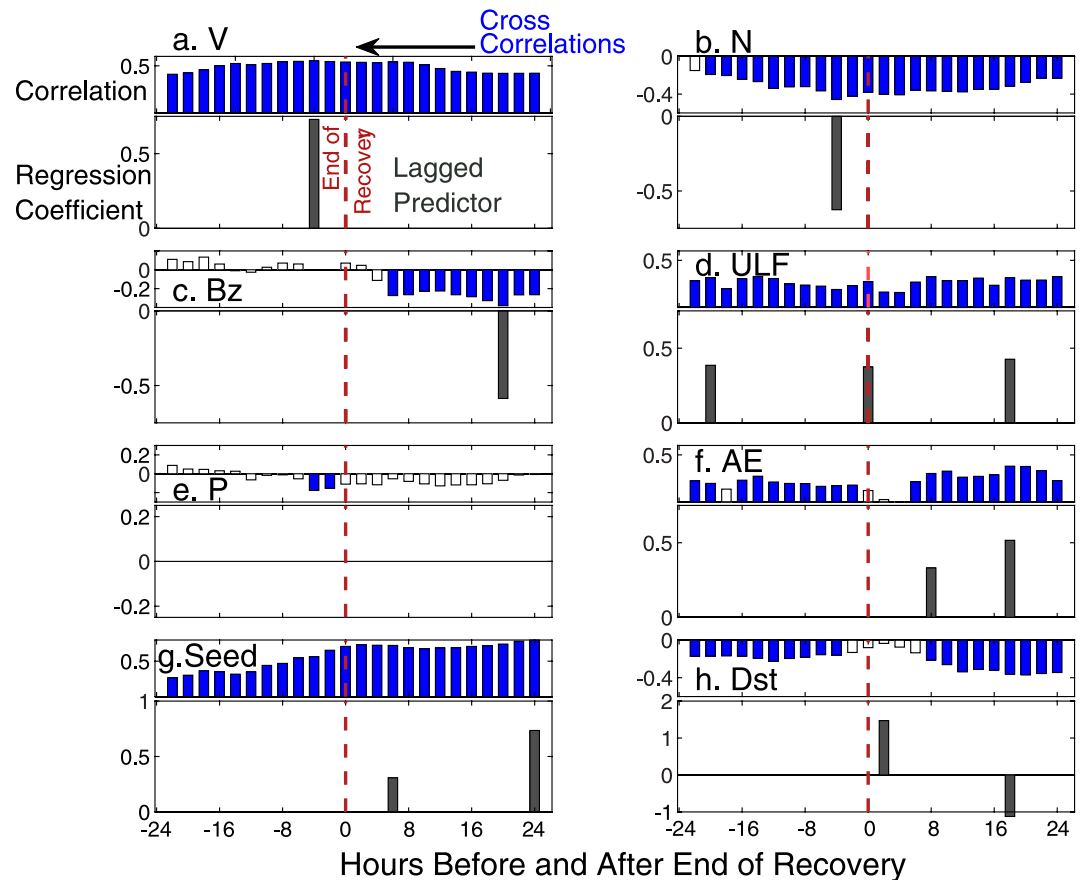 Cross
Correlations
a. V
b. N
0.5
Correlation
0
-0.4
End of
Recovey
0.5
0
Regression
Coefficient
Lagged
Predictor
0
-0.5
0
-0.2
c. Bz
0.5
d. ULF
0
-0.5
0.5
0
0.2
0
e. P
0.5
f. AE
0.2
0
-0.2
0.5
0
g.Seed
0.5
0
-0.4
h. Dst
1
0.5
0
2
1
0
-1
-24 -16 -8 0 8 16 24
-24 -16 -8 0 8 16 24
Hours Before and After End of Recovery